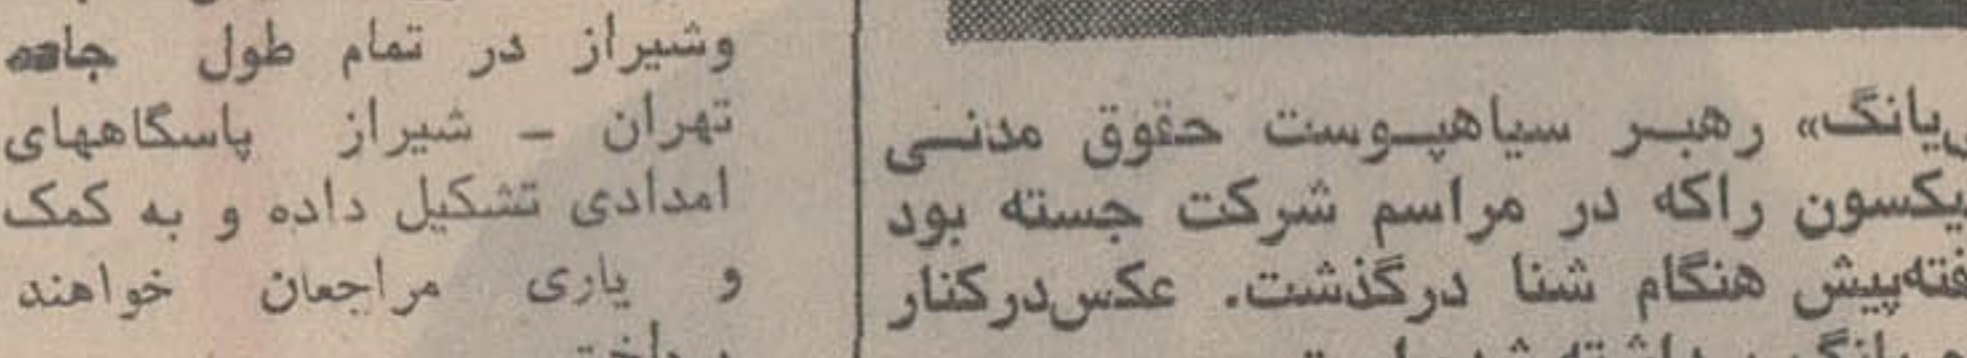 یانگ» رهبر سیاهپوست حقوق مدنی
یکسون راکه در مراسم شرکت جسته بود
فته‌پیش هنگام شنا درگذشت. عکس‌درکنار
وشیراز در تمام طول جاده
تهران – شیراز پاسگاههای
امدادی تشکیل داده و به کمک
و یاری مراجعان خواهند